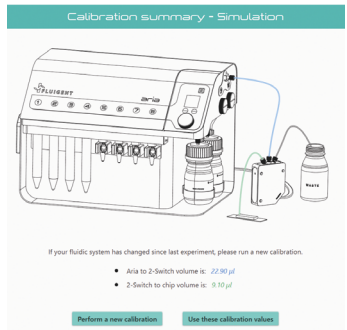 Calibration summary - Simulation
FLUIGENT
aria
1 2 3 4 5 6 7 8
WASTE
If your fluidic system has changed since last experiment, please run a new calibration.
• Aria to 2-Switch volume is: 22.90 µl
• 2-Switch to chip volume is: 9.10 µl
Perform a new calibration
Use these calibration values